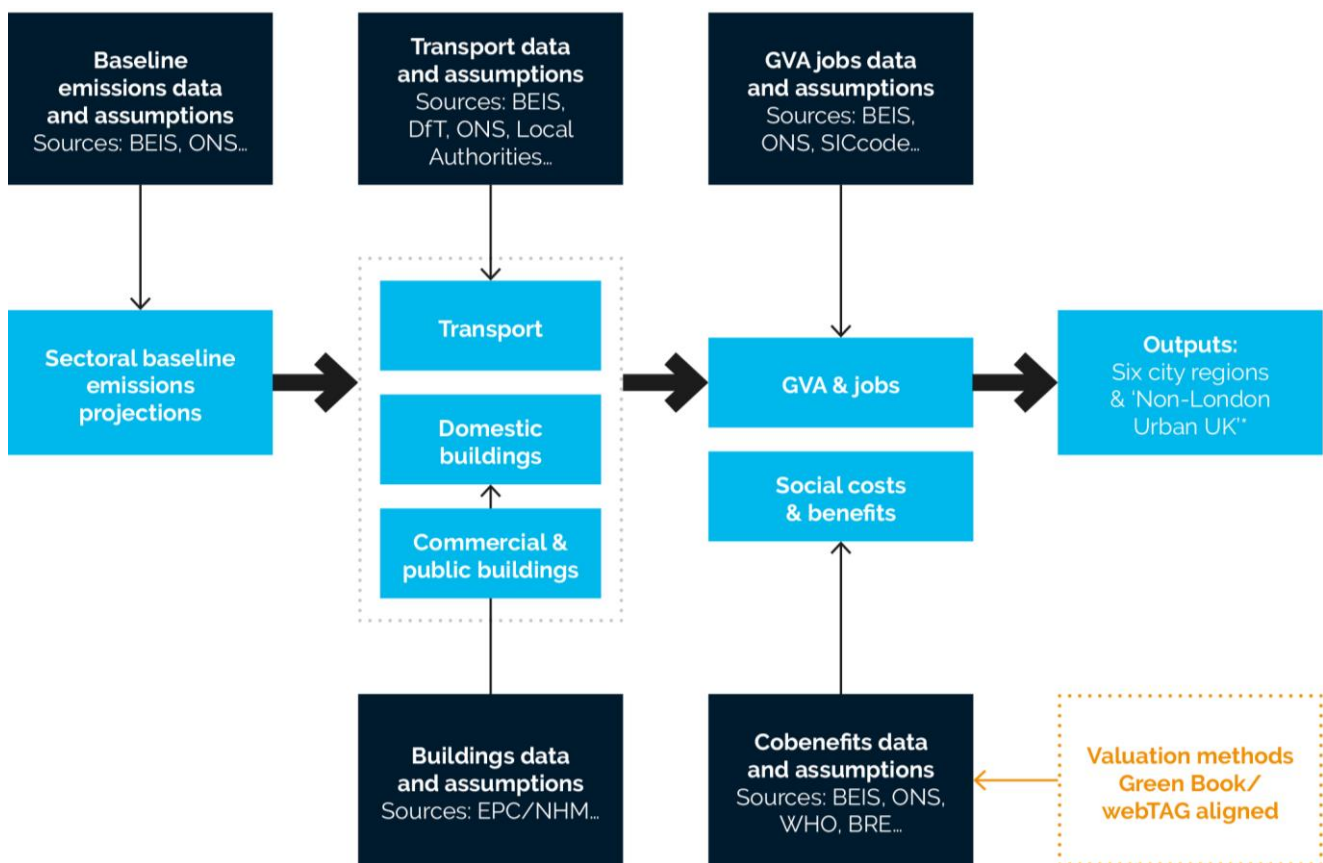 Baseline
emissions data
and assumptions
Sources: BEIS, ONS…
Transport data
and assumptions
Sources: BEIS,
DfT, ONS, Local
Authorities…
GVA jobs data
and assumptions
Sources: BEIS,
ONS, SICcode…
Sectoral baseline
emissions
projections
Transport
Domestic
buildings
Commercial &
public buildings
GVA & jobs
Social costs
& benefits
Outputs:
Six city regions
& ‘Non-London
Urban UK’*
Buildings data
and assumptions
Sources: EPC/NHM…
Cobenefits data
and assumptions
Sources: BEIS, ONS,
WHO, BRE…
Valuation methods
Green Book/
webTAG aligned